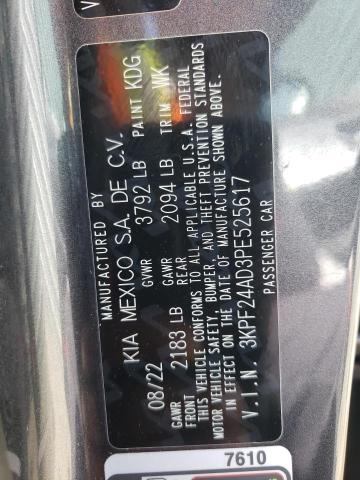 MANUFACTURED BY
KIA MEXICO S.A. DE C.V.
08/22 GVWR 3792 LB PAINT KDG
GAWR FRONT 2183 LB GAWR REAR 2094 LB TRIM WK
THIS VEHICLE CONFORMS TO ALL APPLICABLE U.S.A. FEDERAL
MOTOR VEHICLE SAFETY, BUMPER, AND THEFT PREVENTION STANDARDS
IN EFFECT ON THE DATE OF MANUFACTURE SHOWN ABOVE.
V.I.N. 3KPF24AD3PE525617
PASSENGER CAR
7610